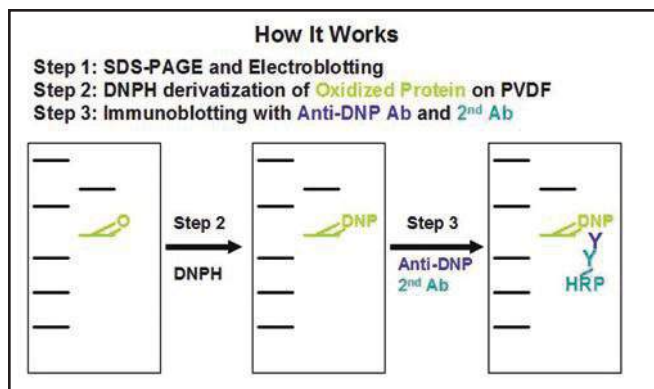 How It Works
Step 1: SDS-PAGE and Electroblotting
Step 2: DNPH derivatization of Oxidized Protein on PVDF
Step 3: Immunoblotting with Anti-DNP Ab and 2nd Ab
O
Step 2
DNPH
DNP
Step 3
Anti-DNP
2nd Ab
DNP
Y
Y
HRP